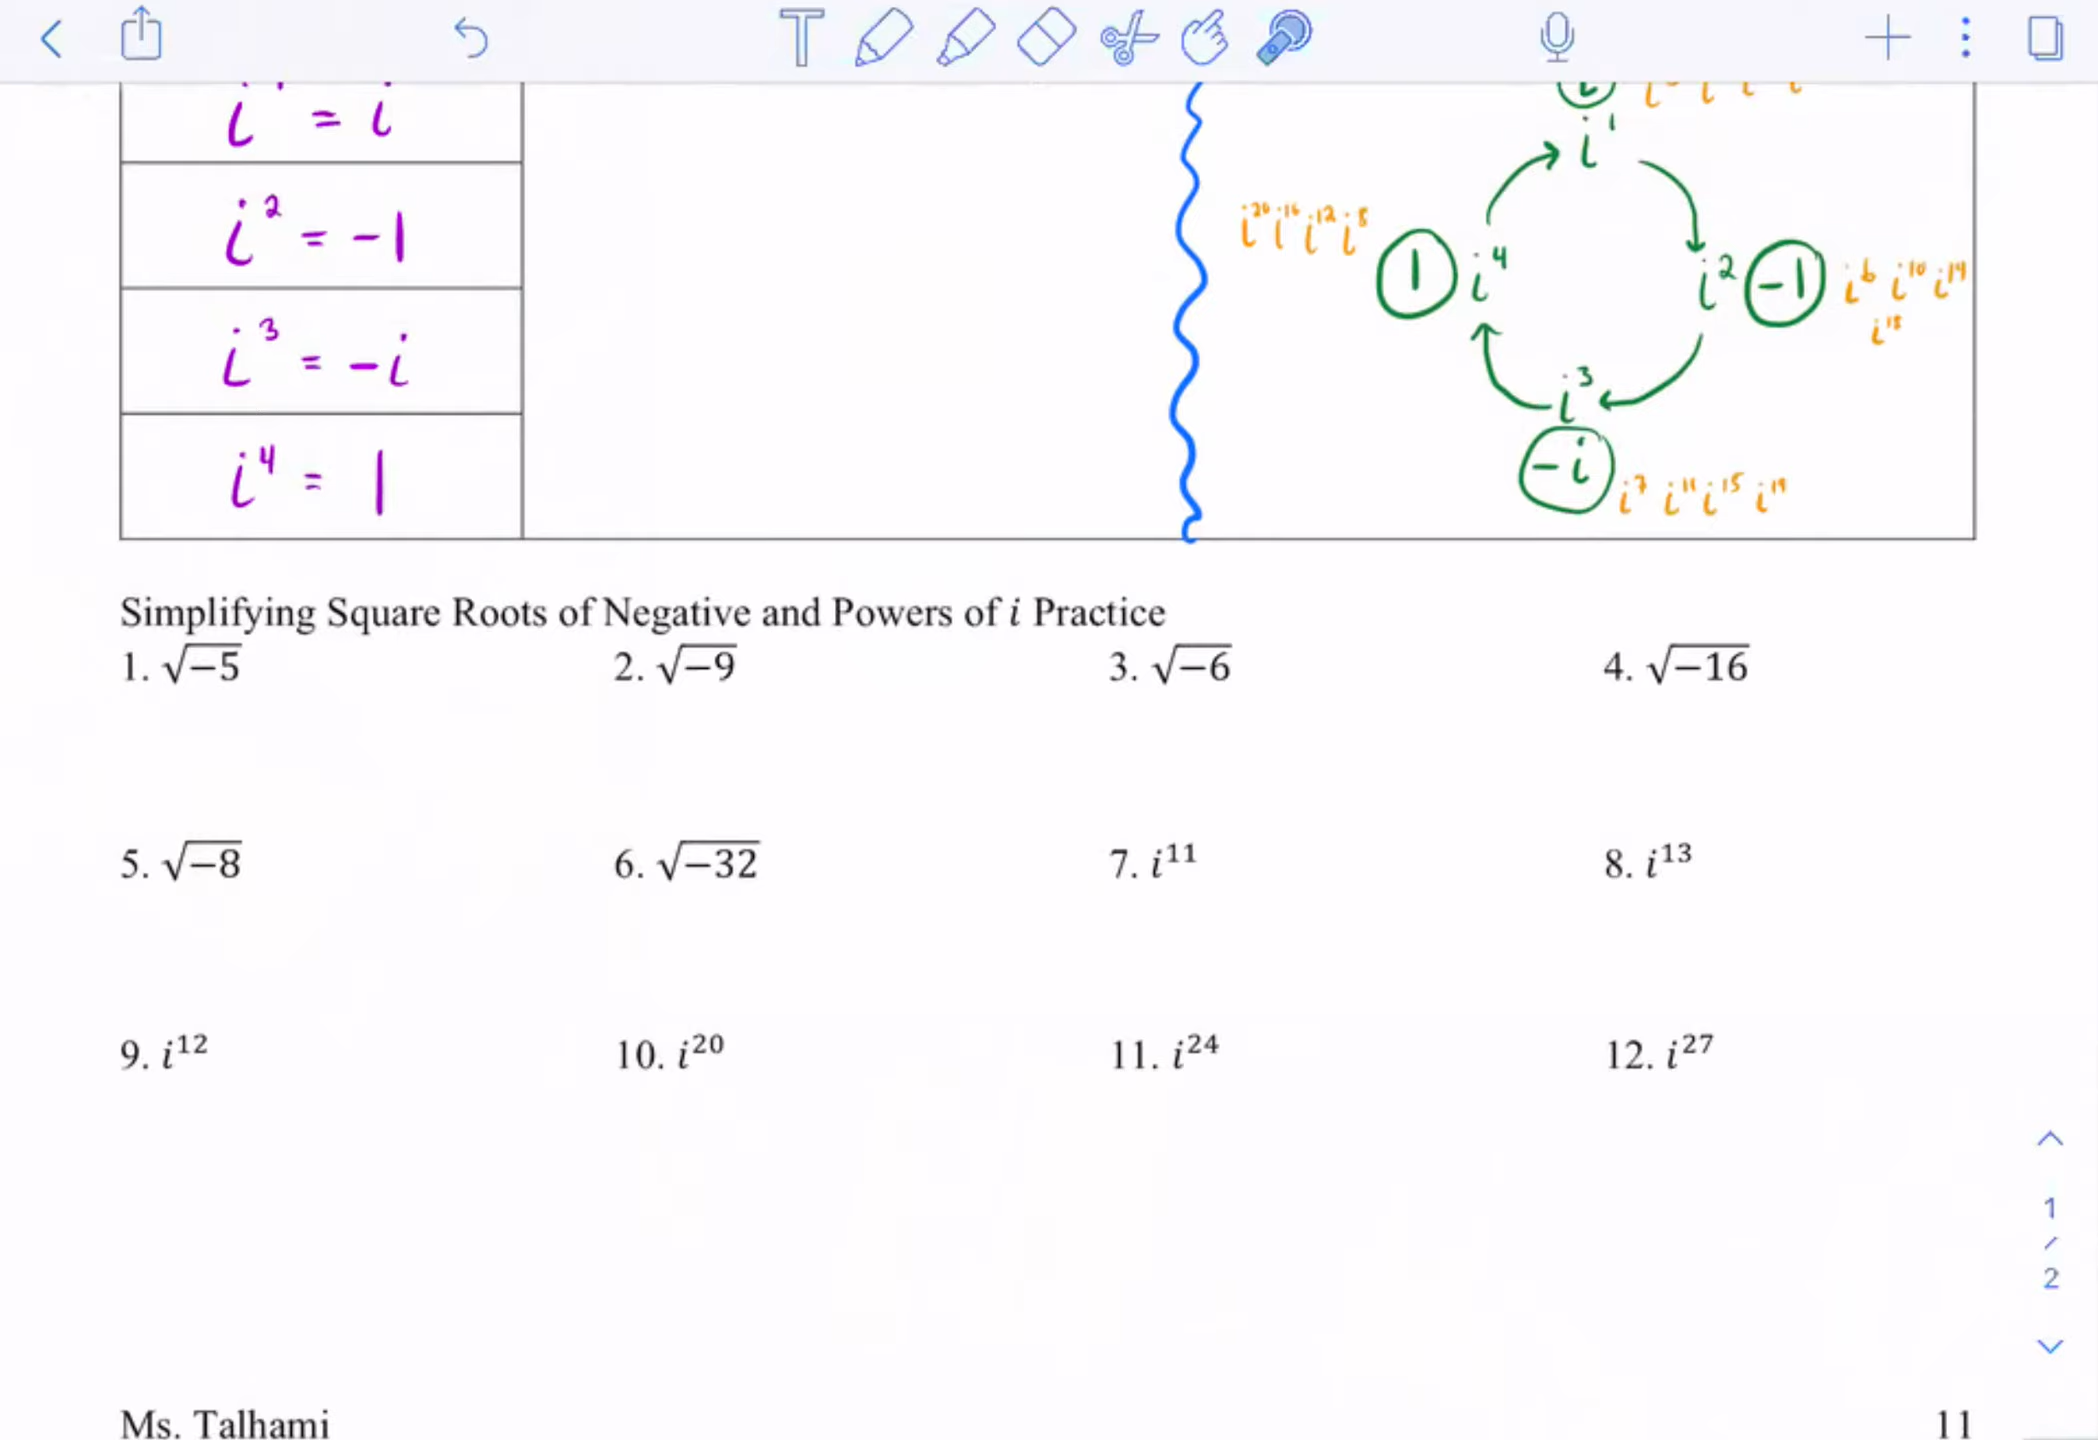 i = i
i² = -1
i³ = -i
i⁴ = 1
i¹
i²⁰ i¹⁶ i¹² i⁸
1 i⁴
i² -1 i⁶ i¹⁰ i¹⁴
i¹⁸
i³
-i
i⁷ i¹¹ i¹⁵ i¹⁹
Simplifying Square Roots of Negative and Powers of i Practice
1. √−5 2. √−9 3. √−6 4. √−16
5. √−8 6. √−32 7. i¹¹ 8. i¹³
9. i¹² 10. i²⁰ 11. i²⁴ 12. i²⁷
1
/
2
Ms. Talhami 11